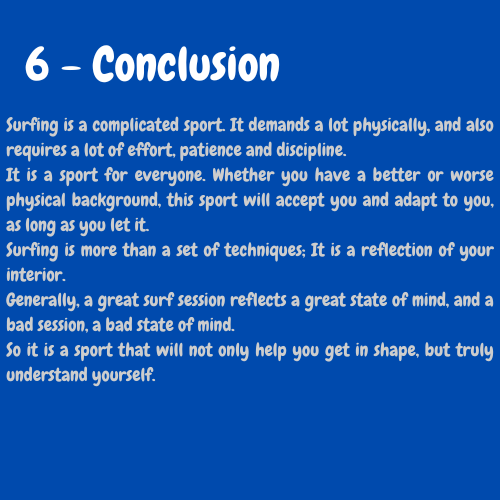 6 - Conclusion
Surfing is a complicated sport. It demands a lot physically, and also
requires a lot of effort, patience and discipline.
It is a sport for everyone. Whether you have a better or worse
physical background, this sport will accept you and adapt to you,
as long as you let it.
Surfing is more than a set of techniques; It is a reflection of your
interior.
Generally, a great surf session reflects a great state of mind, and a
bad session, a bad state of mind.
So it is a sport that will not only help you get in shape, but truly
understand yourself.